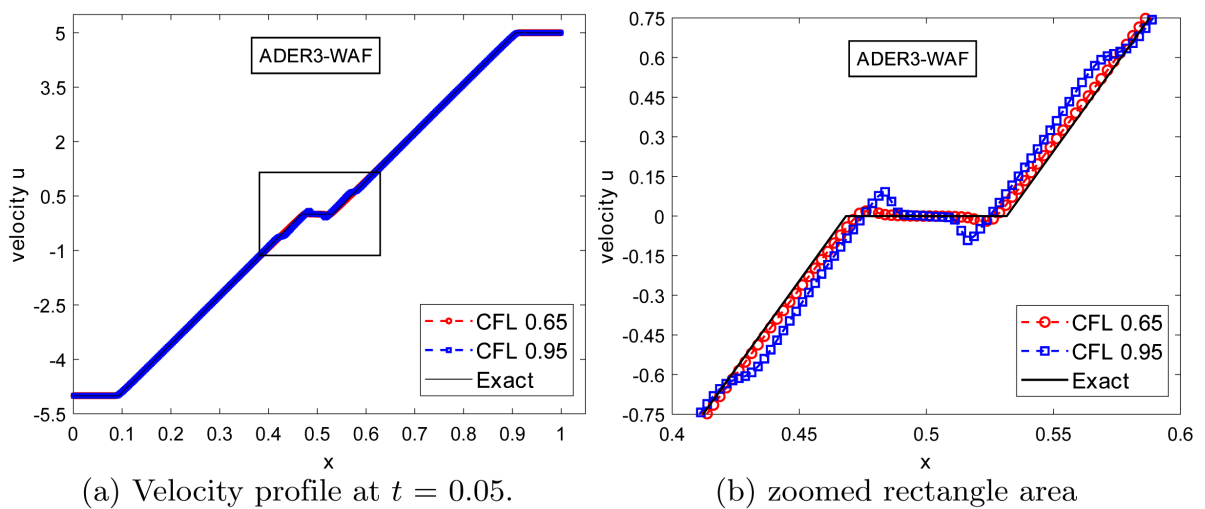 ADER3-WAF
velocity u
5
3.5
2
0.5
-1
-2.5
-4
-5.5
CFL 0.65
CFL 0.95
Exact
0 0.1 0.2 0.3 0.4 0.5 0.6 0.7 0.8 0.9 1
x
(a) Velocity profile at t = 0.05.
ADER3-WAF
velocity u
0.75
0.6
0.45
0.3
0.15
0
-0.15
-0.3
-0.45
-0.6
-0.75
CFL 0.65
CFL 0.95
Exact
0.4 0.45 0.5 0.55 0.6
x
(b) zoomed rectangle area